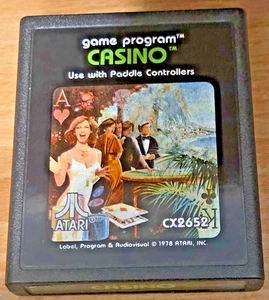 game program™
CASINO™
Use with Paddle Controllers
A
ATARI®
CX2652
K
Label, Program & Audiovisual © 1978 ATARI, INC.